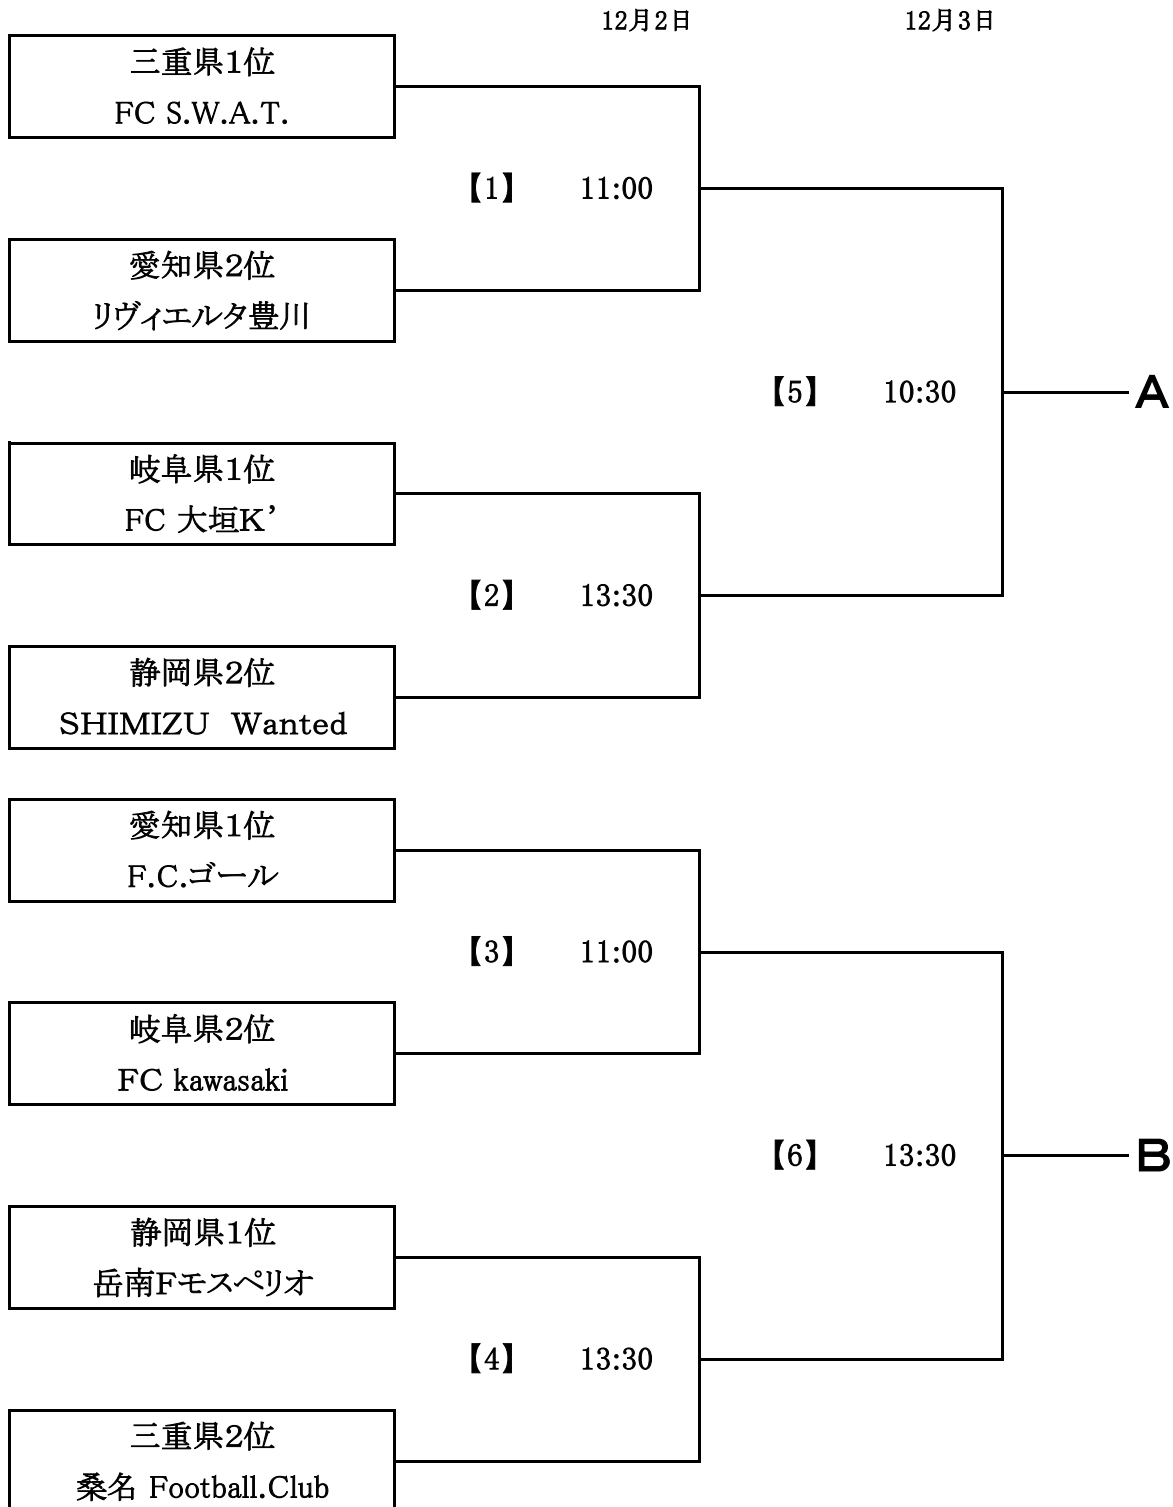 12月2日 12月3日
三重県1位
FC S.W.A.T.
【1】 11:00
愛知県2位
リヴィエルタ豊川
【5】 10:30 A
岐阜県1位
FC 大垣K’
【2】 13:30
静岡県2位
SHIMIZU Wanted
愛知県1位
F.C.ゴール
【3】 11:00
岐阜県2位
FC kawasaki
【6】 13:30 B
静岡県1位
岳南Fモスペリオ
【4】 13:30
三重県2位
桑名 Football.Club